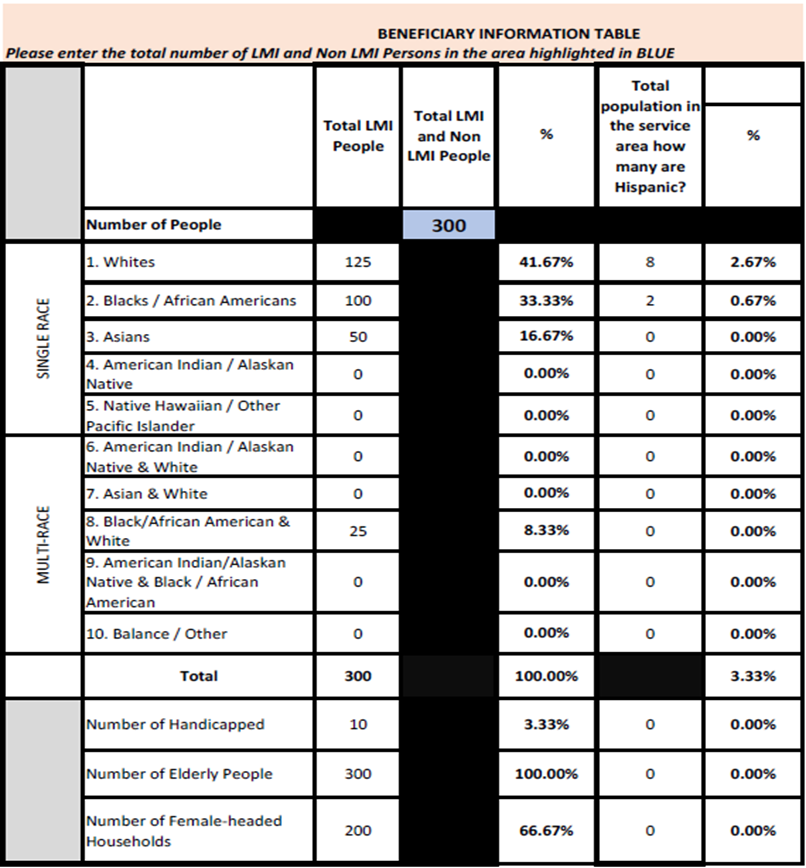 BENEFICIARY INFORMATION TABLE
Please enter the total number of LMI and Non LMI Persons in the area highlighted in BLUE
Total LMI
People
Total LMI
and Non
LMI People
%
Total
population in
the service
area how
many are
Hispanic?
%
Number of People 300
SINGLE RACE
1. Whites 125 41.67% 8 2.67%
2. Blacks / African Americans 100 33.33% 2 0.67%
3. Asians 50 16.67% 0 0.00%
4. American Indian / Alaskan
Native 0 0.00% 0 0.00%
5. Native Hawaiian / Other
Pacific Islander 0 0.00% 0 0.00%
MULTI-RACE
6. American Indian / Alaskan
Native & White 0 0.00% 0 0.00%
7. Asian & White 0 0.00% 0 0.00%
8. Black/African American &
White 25 8.33% 0 0.00%
9. American Indian/Alaskan
Native & Black / African
American 0 0.00% 0 0.00%
10. Balance / Other 0 0.00% 0 0.00%
Total 300 100.00% 3.33%
Number of Handicapped 10 3.33% 0 0.00%
Number of Elderly People 300 100.00% 0 0.00%
Number of Female-headed
Households 200 66.67% 0 0.00%